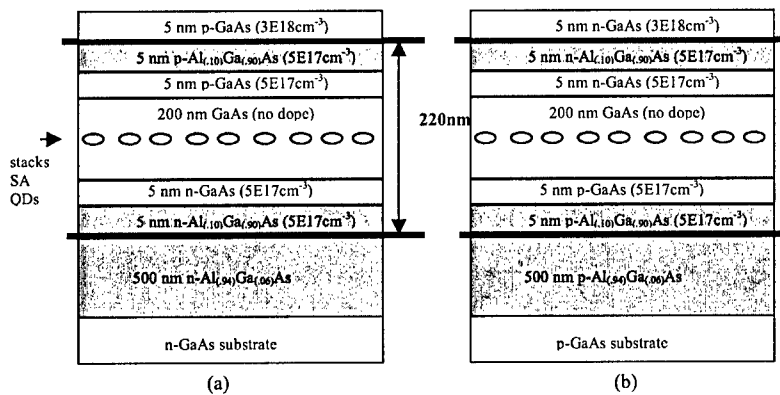 5 nm p-GaAs (3E18cm⁻³)
5 nm p-Al(.10)Ga(.90)As (5E17cm⁻³)
5 nm p-GaAs (5E17cm⁻³)
200 nm GaAs (no dope)
stacks
SA
QDs
5 nm n-GaAs (5E17cm⁻³)
5 nm n-Al(.10)Ga(.90)As (5E17cm⁻³)
500 nm n-Al(.94)Ga(.06)As
n-GaAs substrate
(a)
220nm
5 nm n-GaAs (3E18cm⁻³)
5 nm n-Al(.10)Ga(.90)As (5E17cm⁻³)
5 nm n-GaAs (5E17cm⁻³)
200 nm GaAs (no dope)
5 nm p-GaAs (5E17cm⁻³)
5 nm p-Al(.10)Ga(.90)As (5E17cm⁻³)
500 nm p-Al(.94)Ga(.06)As
p-GaAs substrate
(b)